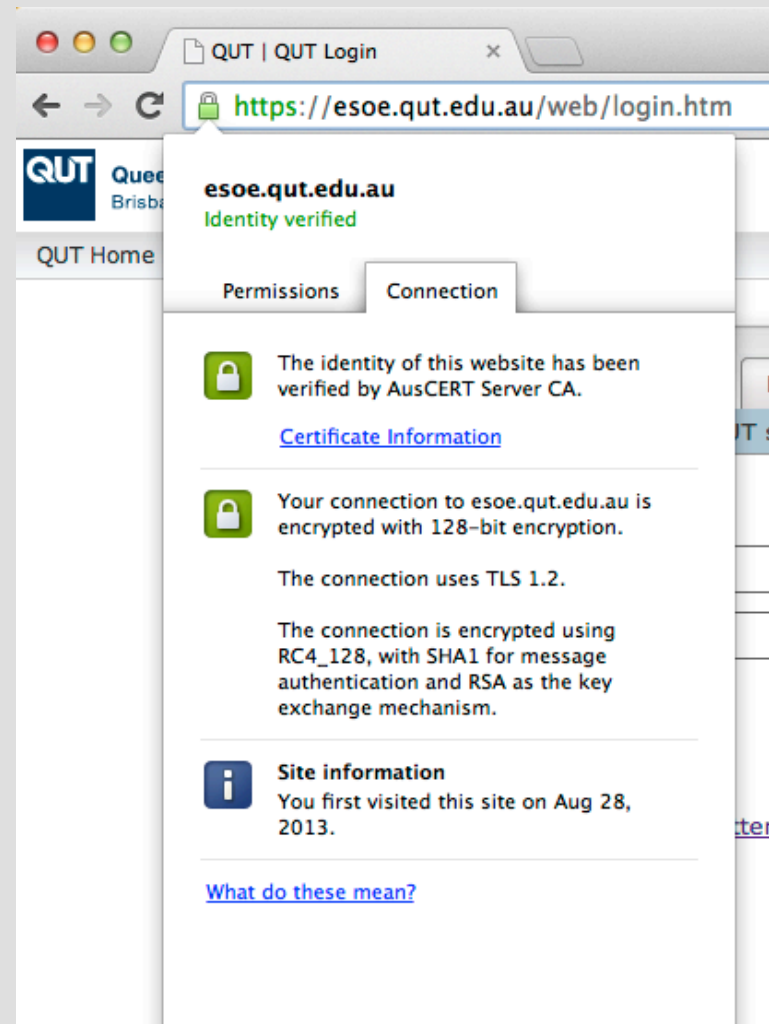 QUT | QUT Login
https://esoe.qut.edu.au/web/login.htm
QUT
Quee
Brisba
QUT Home
esoe.qut.edu.au
Identity verified
Permissions
Connection
The identity of this website has been
verified by AusCERT Server CA.
Certificate Information
UT s
Your connection to esoe.qut.edu.au is
encrypted with 128-bit encryption.
The connection uses TLS 1.2.
The connection is encrypted using
RC4_128, with SHA1 for message
authentication and RSA as the key
exchange mechanism.
Site information
You first visited this site on Aug 28,
2013.
tter
What do these mean?